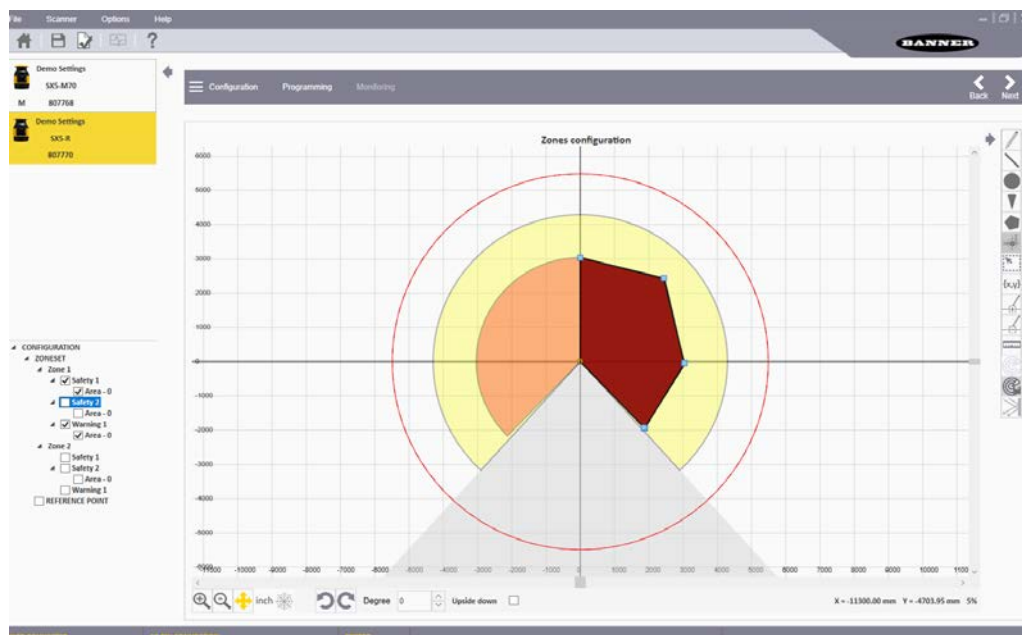 File Scanner Options Help
BANNER
Demo Settings
SXS-M70
M 807768
Demo Settings
SXS-R
807770
Configuration Programming Monitoring
Back Next
Zones configuration
6000
5000
4000
3000
2000
1000
-0
-1000
-2000
-3000
-4000
-5000
-10000 -9000 -8000 -7000 -6000 -5000 -4000 -3000 -2000 -1000 0 1000 2000 3000 4000 5000 6000 7000 8000 9000 10000 1100
CONFIGURATION
ZONESET
Zone 1
Safety 1
Area - 0
Safety 2
Area - 0
Warning 1
Area - 0
Zone 2
Safety 1
Safety 2
Area - 0
Warning 1
REFERENCE POINT
{x,y}
inch Degree 0 Upside down
X = -11300.00 mm Y = -4703.95 mm 5%